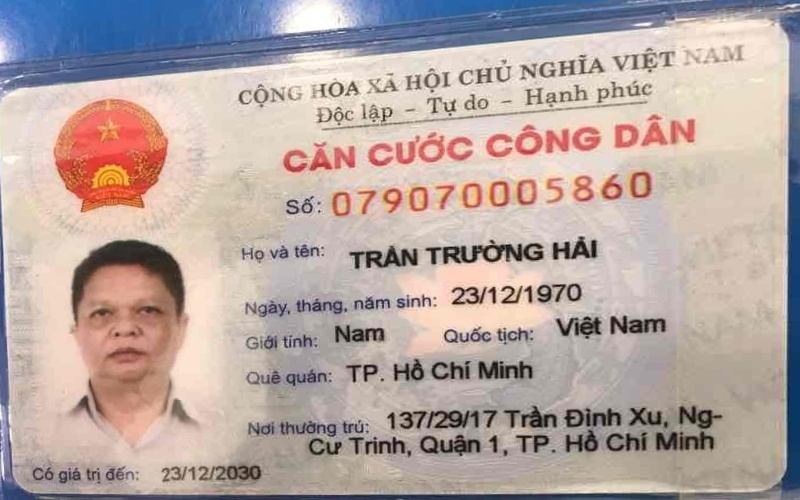 CỘNG HÒA XÃ HỘI CHỦ NGHĨA VIỆT NAM
Độc lập - Tự do - Hạnh phúc
CĂN CƯỚC CÔNG DÂN
Số: 079070005860
Họ và tên: TRẦN TRƯỜNG HẢI
Ngày, tháng, năm sinh: 23/12/1970
Giới tính: Nam Quốc tịch: Việt Nam
Quê quán: TP. Hồ Chí Minh
Nơi thường trú: 137/29/17 Trần Đình Xu, Ng-
Cư Trinh, Quận 1, TP. Hồ Chí Minh
Có giá trị đến: 23/12/2030